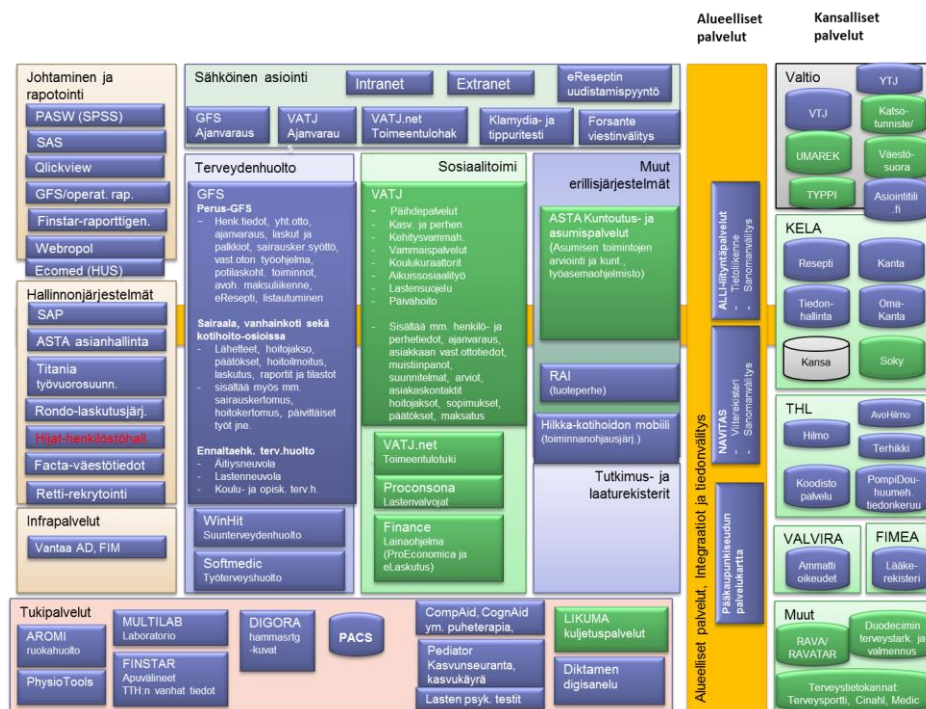 Alueelliset
palvelut
Kansalliset
palvelut
Johtaminen ja
rapotointi
PASW (SPSS)
SAS
Qlickview
GFS/operat. rap.
Finstar-raporttigen.
Webropol
Ecomed (HUS)
Hallinnonjärjestelmät
SAP
ASTA asianhallinta
Titania
työvuorosuunn.
Rondo-laskutusjärj.
Hijat-henkilöstöhall.
Facta-väestötiedot
Retti-rekrytointi
Infrapalvelut
Vantaa AD, FIM
Sähköinen asiointi
Intranet
Extranet
eReseptin
uudistamispyyntö
GFS
Ajanvaraus
VATJ
Ajanvarau
s
VATJ.net
Toimeentulohak
Klamydia- ja
tippuritesti
Forsante
viestinvälitys
Terveydenhuolto
GFS
Perus-GFS
- Henk.tiedot, yht.otto,
ajanvaraus, laskut ja
palkkiot, sairausker.syöttö,
vast.oton työohjelma,
potilaskoht. toiminnot,
avoh. maksuliikenne,
eResepti, listautuminen
Sairaala, vanhainkoti sekä
kotihoito-osioissa
- Lähetteet, hoitojakso,
päätökset, hoitoilmoitus,
laskutus, raportit ja tilastot
- sisältää myös mm.
sairauskertomus,
hoitokertomus, päivittäiset
työt jne.
Ennaltaehk. terv.huolto
- Äitiysneuvola
- Lastenneuvola
- Koulu- ja opisk. terv.h.
WinHit
Suunterveydenhuolto
Softmedic
Työterveyshuolto
Sosiaalitoimi
VATJ
- Päihdepalvelut
- Kasv. ja perhen.
- Kehitysvammah.
- Vammaispalvelut
- Koulukuraattorit
- Aikuissosiaalityö
- Lastensuojelu
- Päivähoito
- Sisältää mm. henkilö- ja
perhetiedot, ajanvaraus,
asiakkaan vast.ottotiedot,
muistiinpanot,
suunnitelmat, arviot,
asiakaskontaktit
hoitojaksot, sopimukset,
päätökset, maksatus
VATJ.net
Toimeentulotuki
Proconsona
Lastenvalvojat
Finance
Lainaohjelma
(ProEconomica ja
eLaskutus)
Muut
erillisjärjestelmät
ASTA Kuntoutus- ja
asumispalvelut
(Asumisen toimintojen
arviointi ja kunt.,
työasemaohjelmisto)
RAI
(tuoteperhe)
Hilkka-kotihoidon mobiili
(toiminnanohjausjärj.)
Tutkimus- ja
laaturekisterit
Alueelliset palvelut, Integraatiot ja tiedonvälitys
ALLI-liityntäpalvelut
- Tietoliikenne
- Sanomanvälitys
NAVITAS
- Viiterekisteri
- Sanomanvälitys
Pääkaupunkiseudun
palvelukartta
Valtio
YTJ
VTJ
Katso-
tunniste/
UMAREK
Väestö-
suora
TYPPI
Asiointitili
.fi
KELA
Resepti
Kanta
Tiedon-
hallinta
Oma-
Kanta
Kansa
Soky
THL
AvoHilmo
Hilmo
Terhikki
Koodisto
palvelu
PompiDou-
huumeh.
tiedonkeruu
VALVIRA
Ammatti
oikeudet
FIMEA
Lääke-
rekisteri
Muut
RAVA/
RAVATAR
Duodecimin
terveystark. ja
valmennus
Terveystietokannat:
Terveysportti, Cinahl, Medic
Tukipalvelut
AROMI
ruokahuolto
PhysioTools
MULTILAB
Laboratorio
FINSTAR
Apuvälineet
TTH:n vanhat tiedot
DIGORA
hammasrtg
-kuvat
PACS
CompAid, CognAid
ym. puheterapia,
Pediator
Kasvunseuranta,
kasvukäyrä
Lasten psyk. testit
LIKUMA
kuljetuspalvelut
Diktamen
digisanelu